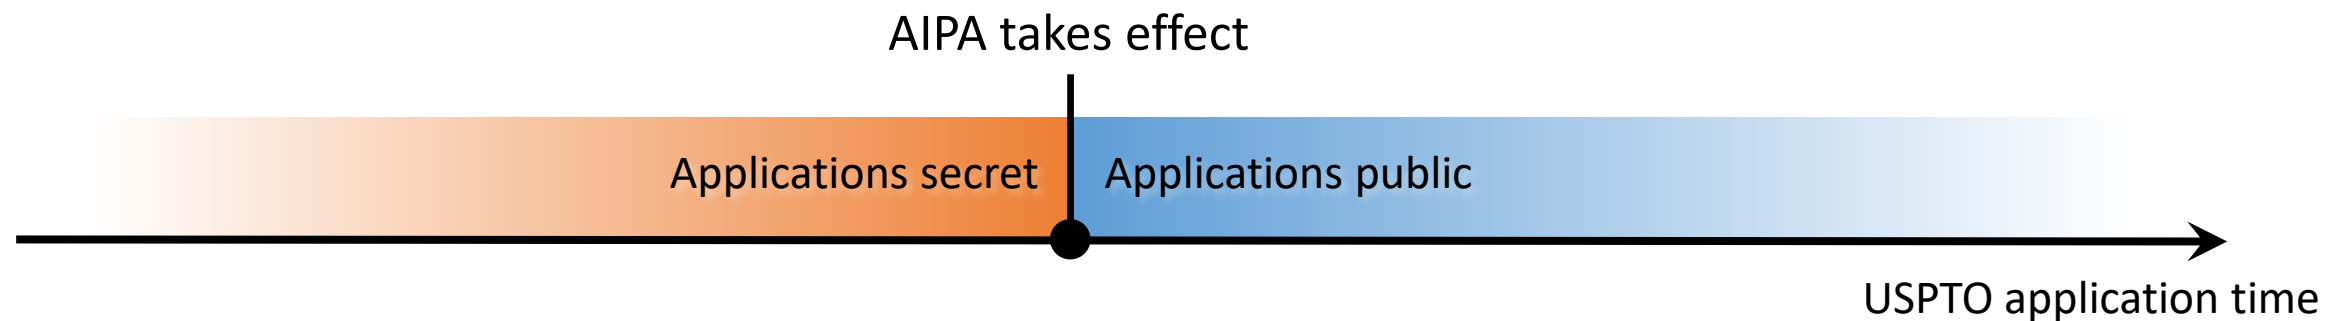 AIPA takes effect
Applications secret
Applications public
USPTO application time